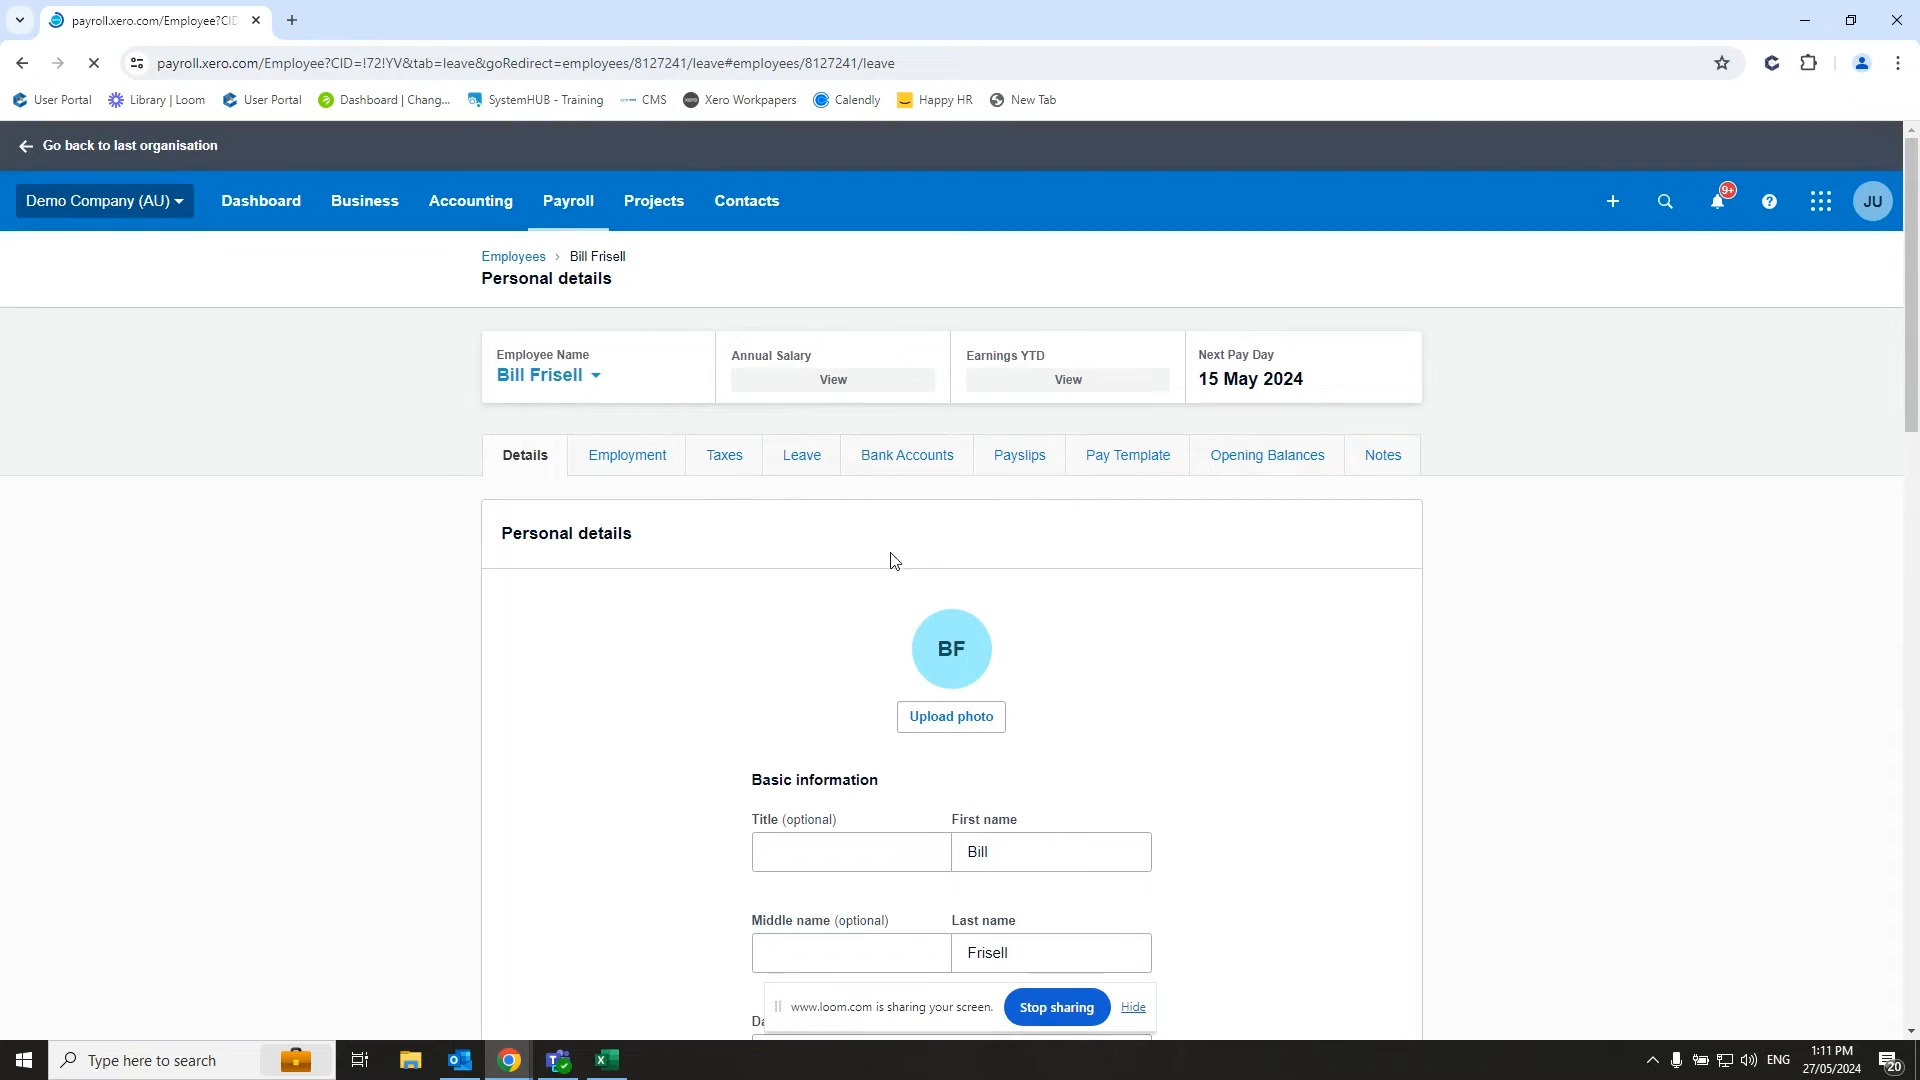 payroll.xero.com/Employee?CID
payroll.xero.com/Employee?CID=!72!YV&tab=leave&goRedirect=employees/8127241/leave#employees/8127241/leave
User Portal
Library | Loom
User Portal
Dashboard | Chang...
SystemHUB - Training
CMS
Xero Workpapers
Calendly
Happy HR
New Tab
Go back to last organisation
Demo Company (AU)
Dashboard
Business
Accounting
Payroll
Projects
Contacts
9+
JU
Employees
Bill Frisell
Personal details
Employee Name
Bill Frisell
Annual Salary
View
Earnings YTD
View
Next Pay Day
15 May 2024
Details
Employment
Taxes
Leave
Bank Accounts
Payslips
Pay Template
Opening Balances
Notes
Personal details
BF
Upload photo
Basic information
Title (optional)
First name
Bill
Middle name (optional)
Last name
Frisell
www.loom.com is sharing your screen.
Stop sharing
Hide
Type here to search
ENG
1:11 PM
27/05/2024
20